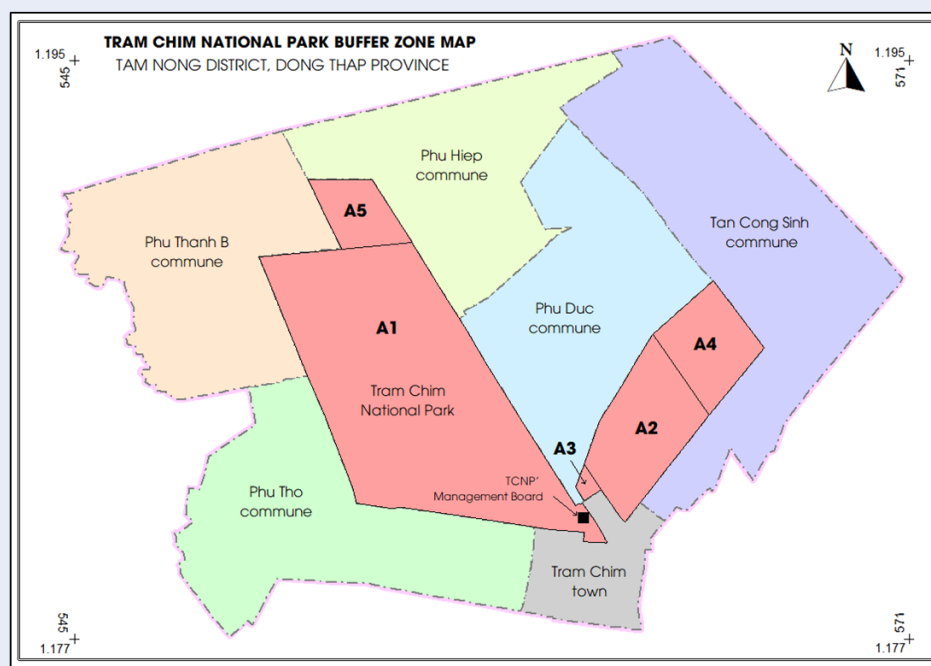 TRAM CHIM NATIONAL PARK BUFFER ZONE MAP
TAM NONG DISTRICT, DONG THAP PROVINCE
1.195
545
N
1.195
571
Phu Hiep
commune
A5
Tan Cong Sinh
commune
Phu Thanh B
commune
Phu Duc
commune
A1
A4
Tram Chim
National Park
A2
A3
TCNP'
Management Board
Phu Tho
commune
Tram Chim
town
545
1.177
571
1.177